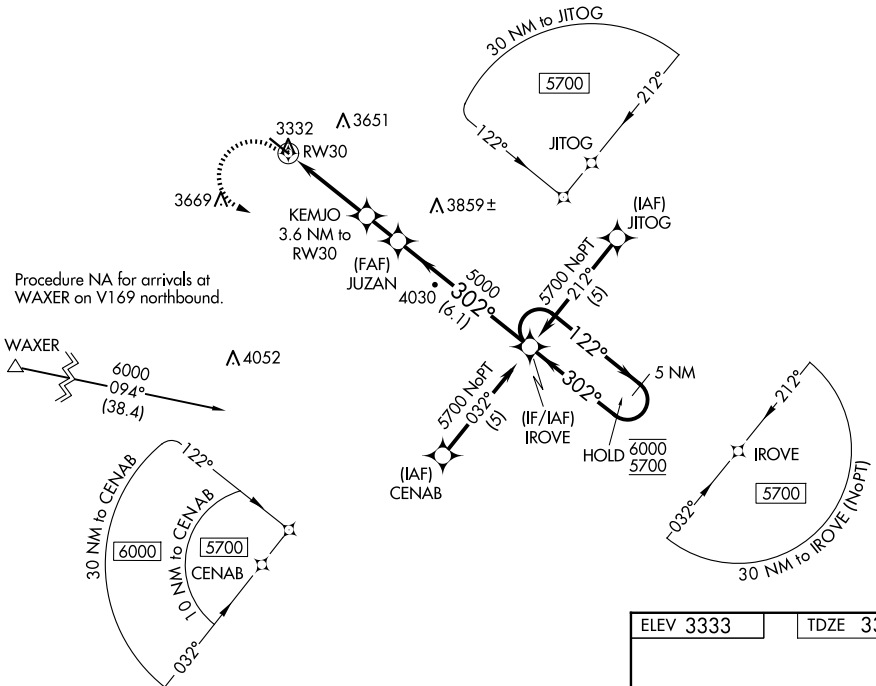 30 NM to JITOG
5700
212°
122°
JITOG
3651
3332
RW30
3669
KEMJO
3.6 NM to
RW30
3859±
(IAF)
JITOG
(FAF)
JUZAN
5000
302°
(6.1)
4030
5700 NoPT
212°
(5)
Procedure NA for arrivals at
WAXER on V169 northbound.
WAXER
6000
094°
(38.4)
4052
122°
302°
5 NM
5700 NoPT
032°
(5)
(IF/IAF)
IROVE
HOLD 6000
5700
(IAF)
CENAB
212°
IROVE
5700
032°
30 NM to IROVE (NoPT)
122°
30 NM to CENAB
6000
10 NM to CENAB
5700
CENAB
032°
ELEV 3333
TDZE